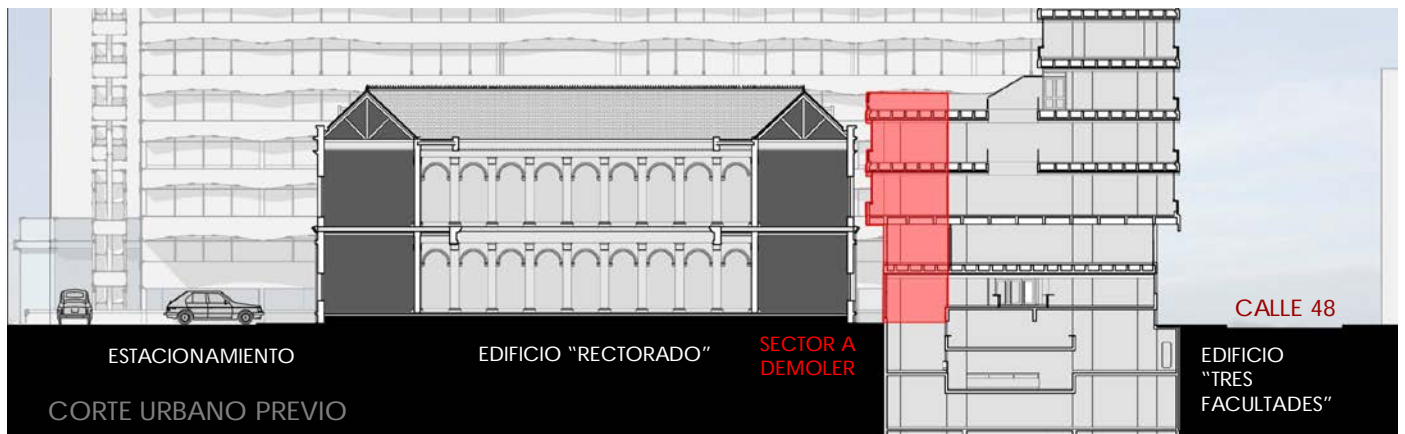 ESTACIONAMIENTO
EDIFICIO “RECTORADO”
SECTOR A
DEMOLER
CALLE 48
EDIFICIO
“TRES
FACULTADES”
CORTE URBANO PREVIO